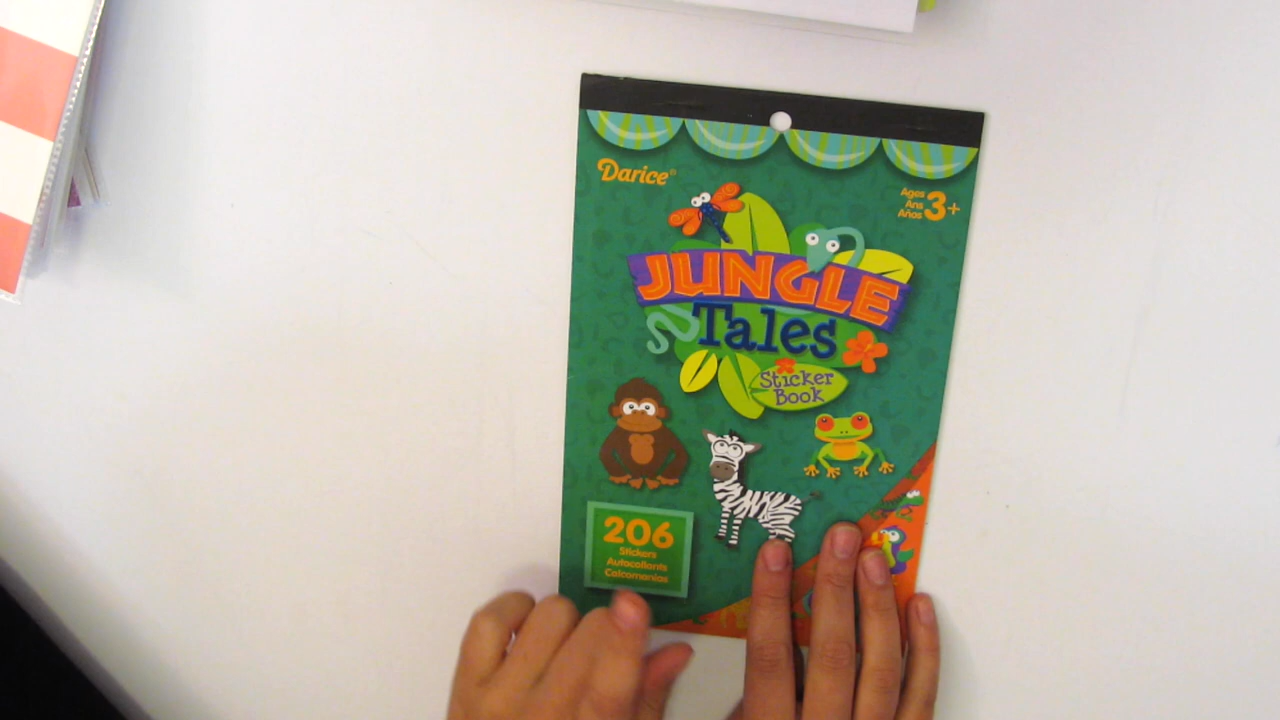 Darice
Ages
Ans
Años
3+
JUNGLE
Tales
Sticker
Book
206
Stickers
Autocollants
Calcomanías